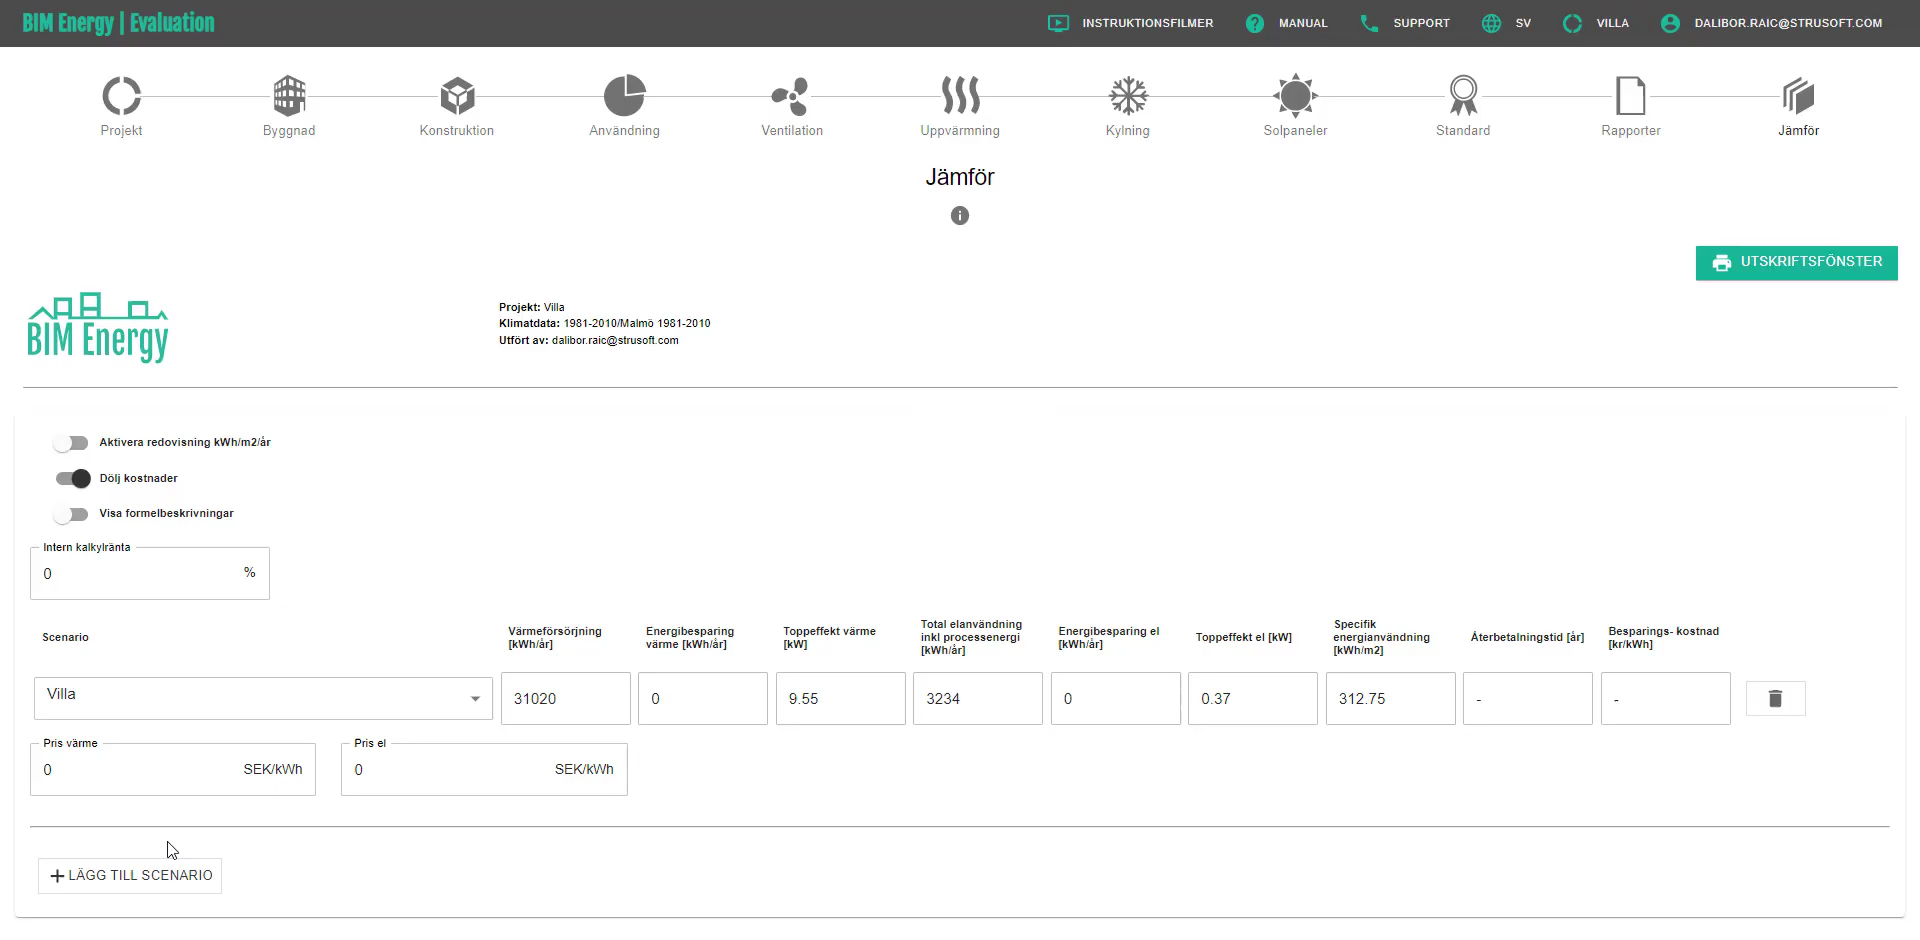 BIM Energy | Evaluation
INSTRUKTIONSFILMER
MANUAL
SUPPORT
SV
VILLA
DALIBOR.RAIC@STRUSOFT.COM
Projekt
Byggnad
Konstruktion
Användning
Ventilation
Uppvärmning
Kylning
Solpaneler
Standard
Rapporter
Jämför
Jämför
UTSKRIFTSFÖNSTER
BIM Energy
Projekt: Villa
Klimatdata: 1981-2010/Malmö 1981-2010
Utfört av: dalibor.raic@strusoft.com
Aktivera redovisning kWh/m2/år
Dölj kostnader
Visa formelbeskrivningar
Intern kalkylränta
0 %
Scenario
Värmeförsörjning
[kWh/år]
Energibesparing
värme [kWh/år]
Toppeffekt värme
[kW]
Total elanvändning
inkl processenergi
[kWh/år]
Energibesparing el
[kWh/år]
Toppeffekt el [kW]
Specifik
energianvändning
[kWh/m2]
Återbetalningstid [år]
Besparings- kostnad
[kr/kWh]
Villa
31020
0
9.55
3234
0
0.37
312.75
-
-
Pris värme
0 SEK/kWh
Pris el
0 SEK/kWh
+ LÄGG TILL SCENARIO